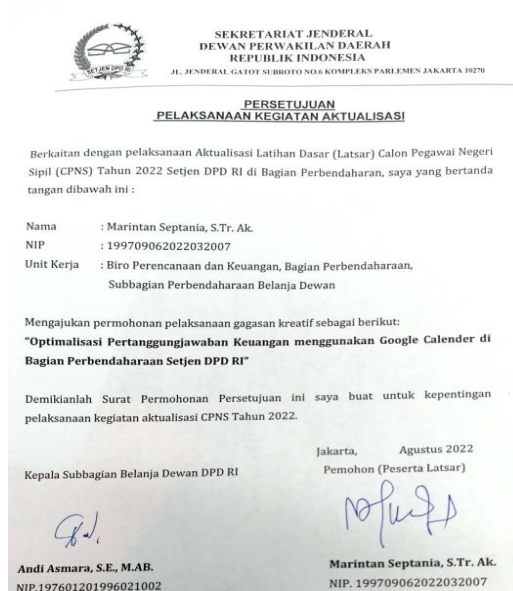 SETJEN DPD RI
SEKRETARIAT JENDERAL
DEWAN PERWAKILAN DAERAH
REPUBLIK INDONESIA
JL. JENDERAL GATOT SUBROTO NO.6 KOMPLEKS PARLEMEN JAKARTA 10270
PERSETUJUAN
PELAKSANAAN KEGIATAN AKTUALISASI
Berkaitan dengan pelaksanaan Aktualisasi Latihan Dasar (Latsar) Calon Pegawai Negeri
Sipil (CPNS) Tahun 2022 Setjen DPD RI di Bagian Perbendaharan, saya yang bertanda
tangan dibawah ini :
Nama : Marintan Septania, S.Tr. Ak.
NIP : 199709062022032007
Unit Kerja : Biro Perencanaan dan Keuangan, Bagian Perbendaharaan,
Subbagian Perbendaharaan Belanja Dewan
Mengajukan permohonan pelaksanaan gagasan kreatif sebagai berikut:
"Optimalisasi Pertanggungjawaban Keuangan menggunakan Google Calender di
Bagian Perbendaharaan Setjen DPD RI"
Demikianlah Surat Permohonan Persetujuan ini saya buat untuk kepentingan
pelaksanaan kegiatan aktualisasi CPNS Tahun 2022.
Jakarta, Agustus 2022
Kepala Subbagian Belanja Dewan DPD RI
Pemohon (Peserta Latsar)
Andi Asmara, S.E., M.AB.
NIP.197601201996021002
Marintan Septania, S.Tr. Ak.
NIP. 199709062022032007